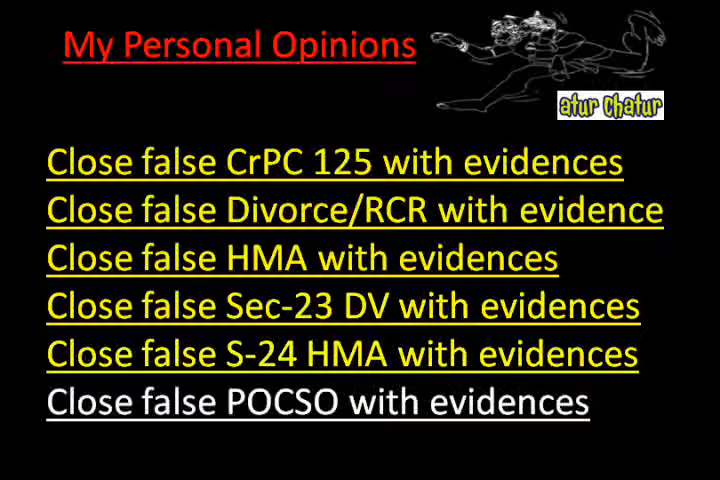 My Personal Opinions
atur Chatur
Close false CrPC 125 with evidences
Close false Divorce/RCR with evidence
Close false HMA with evidences
Close false Sec-23 DV with evidences
Close false S-24 HMA with evidences
Close false POCSO with evidences